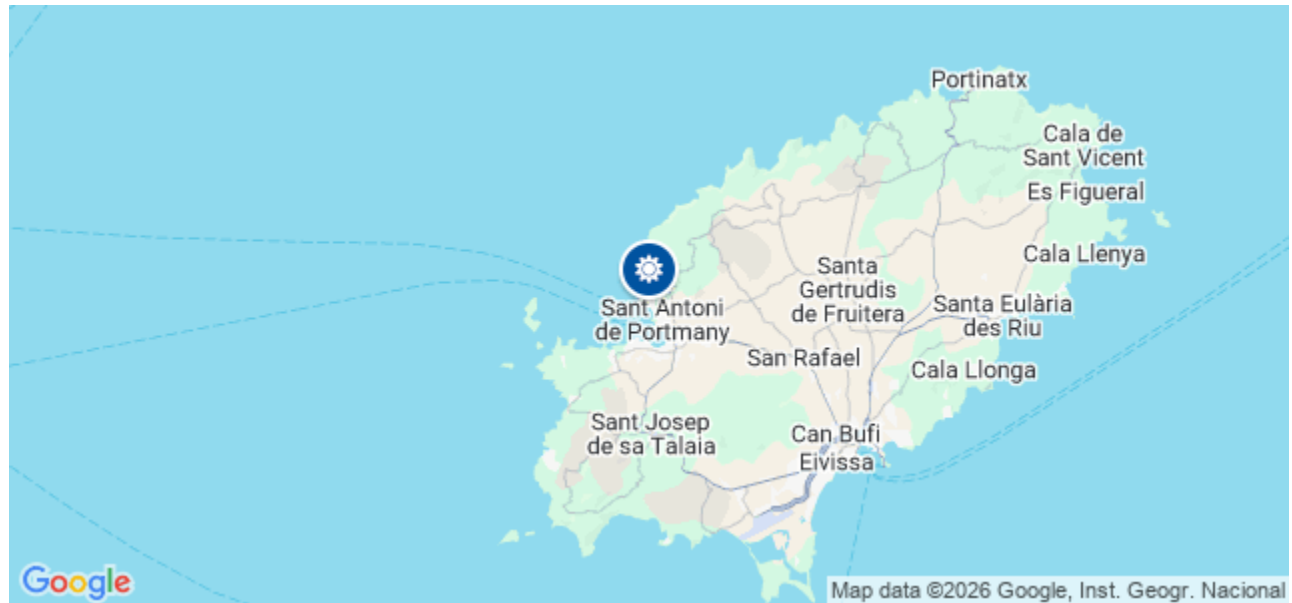 Portinatx
Cala de
Sant Vicent
Es Figueral
Cala Llenya
Santa
Gertrudis
de Fruitera
Santa Eulària
des Riu
Sant Antoni
de Portmany
San Rafael
Cala Llonga
Sant Josep
de sa Talaia
Can Bufi
Eivissa
Google
Map data ©2026 Google, Inst. Geogr. Nacional